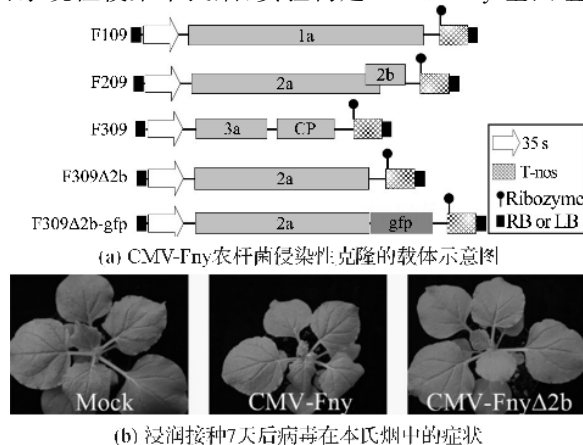 F109
1a
F209
2a
2b
F309
3a
CP
F309Δ2b
2a
F309Δ2b-gfp
2a
gfp
35 s
T-nos
Ribozyme
RB or LB
(a) CMV-Fny农杆菌侵染性克隆的载体示意图
Mock
CMV-Fny
CMV-FnyΔ2b
(b) 浸润接种7天后病毒在本氏烟中的症状